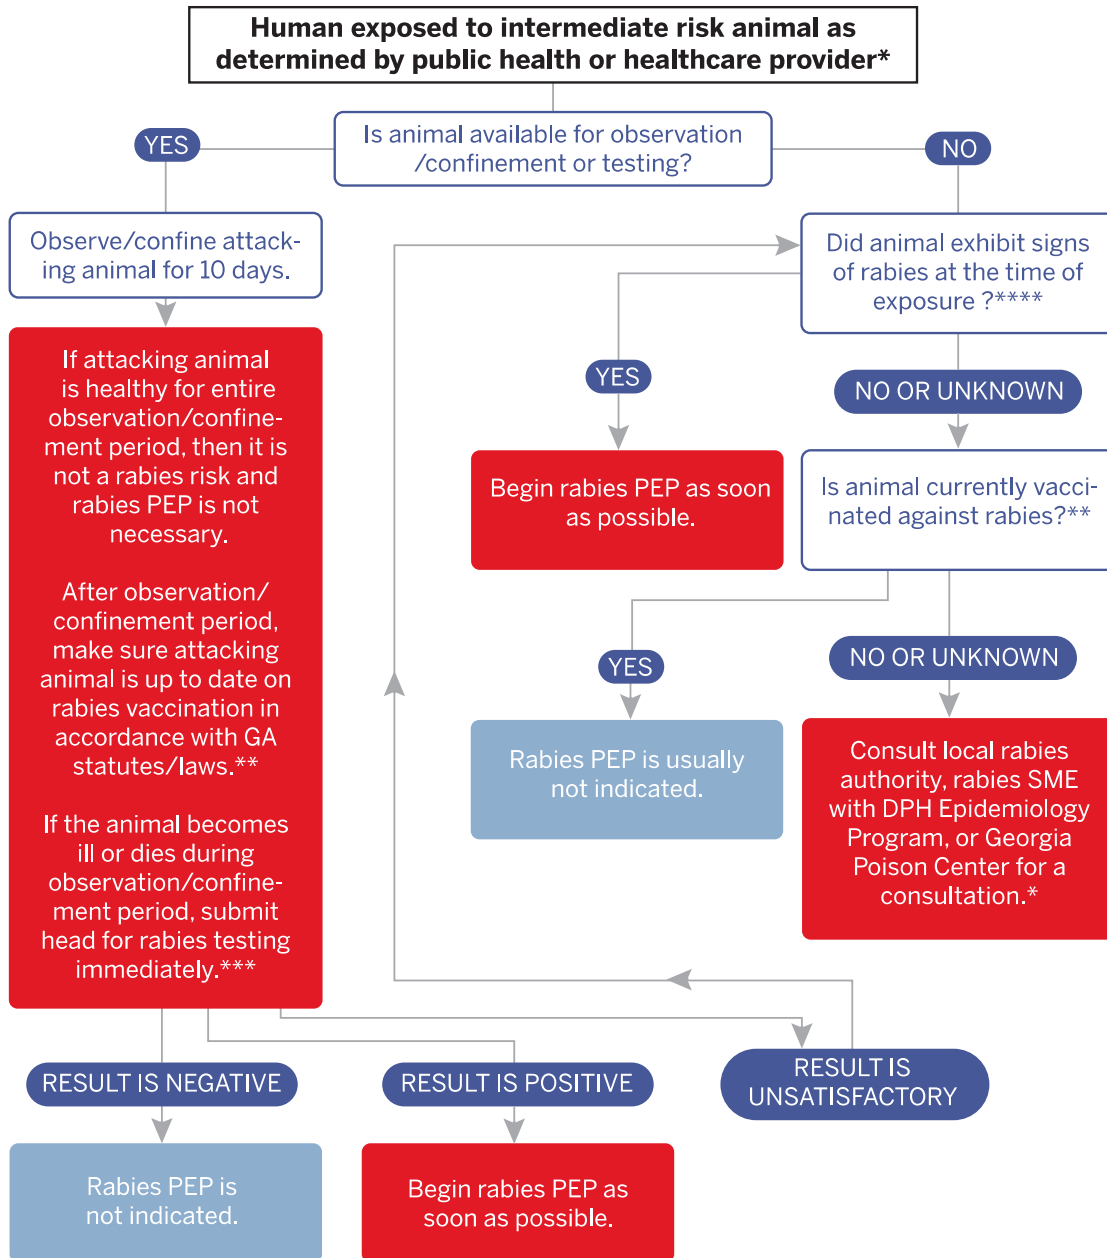 Human exposed to intermediate risk animal as
determined by public health or healthcare provider*
Is animal available for observation
/confinement or testing?
YES
NO
Observe/confine attack-
ing animal for 10 days.
Did animal exhibit signs
of rabies at the time of
exposure ?****
If attacking animal
is healthy for entire
observation/confine-
ment period, then it is
not a rabies risk and
rabies PEP is not
necessary.
After observation/
confinement period,
make sure attacking
animal is up to date on
rabies vaccination in
accordance with GA
statutes/laws.**
If the animal becomes
ill or dies during
observation/confine-
ment period, submit
head for rabies testing
immediately.***
YES
NO OR UNKNOWN
Begin rabies PEP as soon
as possible.
Is animal currently vacci-
nated against rabies?**
YES
NO OR UNKNOWN
Rabies PEP is usually
not indicated.
Consult local rabies
authority, rabies SME
with DPH Epidemiology
Program, or Georgia
Poison Center for a
consultation.*
RESULT IS NEGATIVE
RESULT IS POSITIVE
RESULT IS
UNSATISFACTORY
Rabies PEP is
not indicated.
Begin rabies PEP as
soon as possible.